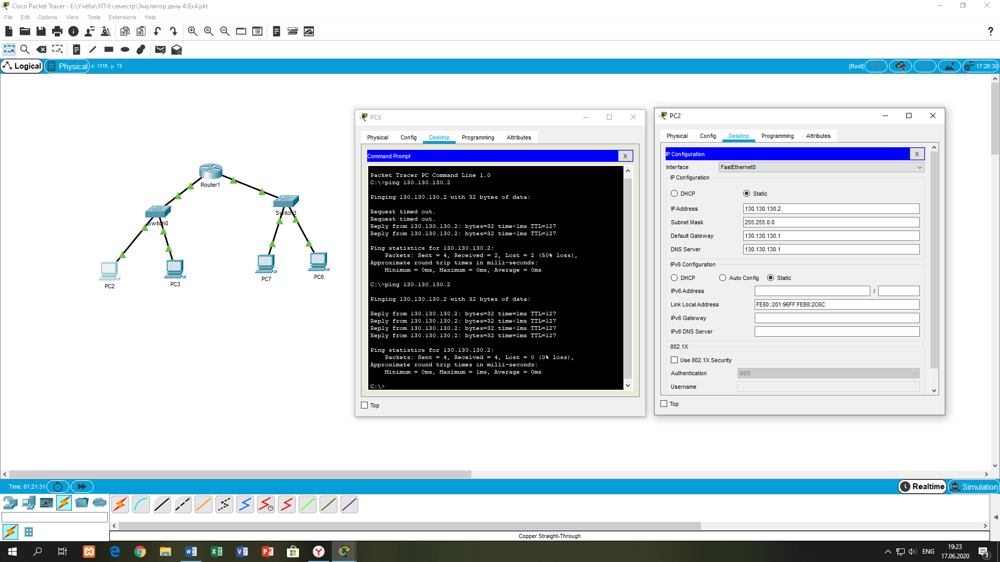 Cisco Packet Tracer - E:\Учёба\УП 6 семестр\Эмулятор день 4\Ex4.pkt
File Edit Options View Tools Extensions Help
Logical
Physical
x: 1316, y: 73
[Root]
17:26:30
Router1
Switch0
Switch3
PC2
PC3
PC7
PC6
PC6
Physical Config Desktop Programming Attributes
Command Prompt
X
Packet Tracer PC Command Line 1.0
C:\>ping 130.130.130.2
Pinging 130.130.130.2 with 32 bytes of data:
Request timed out.
Request timed out.
Reply from 130.130.130.2: bytes=32 time<1ms TTL=127
Reply from 130.130.130.2: bytes=32 time<1ms TTL=127
Ping statistics for 130.130.130.2:
Packets: Sent = 4, Received = 2, Lost = 2 (50% loss),
Approximate round trip times in milli-seconds:
Minimum = 0ms, Maximum = 0ms, Average = 0ms
C:\>ping 130.130.130.2
Pinging 130.130.130.2 with 32 bytes of data:
Reply from 130.130.130.2: bytes=32 time=1ms TTL=127
Reply from 130.130.130.2: bytes=32 time<1ms TTL=127
Reply from 130.130.130.2: bytes=32 time<1ms TTL=127
Reply from 130.130.130.2: bytes=32 time=1ms TTL=127
Ping statistics for 130.130.130.2:
Packets: Sent = 4, Received = 4, Lost = 0 (0% loss),
Approximate round trip times in milli-seconds:
Minimum = 0ms, Maximum = 1ms, Average = 0ms
C:\>
Top
PC2
Physical Config Desktop Programming Attributes
IP Configuration
X
Interface FastEthernet0
IP Configuration
DHCP Static
IP Address 130.130.130.2
Subnet Mask 255.255.0.0
Default Gateway 130.130.130.1
DNS Server 130.130.130.1
IPv6 Configuration
DHCP Auto Config Static
IPv6 Address /
Link Local Address FE80::201:96FF:FEB8:2C6C
IPv6 Gateway
IPv6 DNS Server
802.1X
Use 802.1X Security
Authentication MD5
Username
Top
Time: 01:21:31
Realtime
Simulation
Copper Straight-Through
ENG
19:23
17.06.2020
3